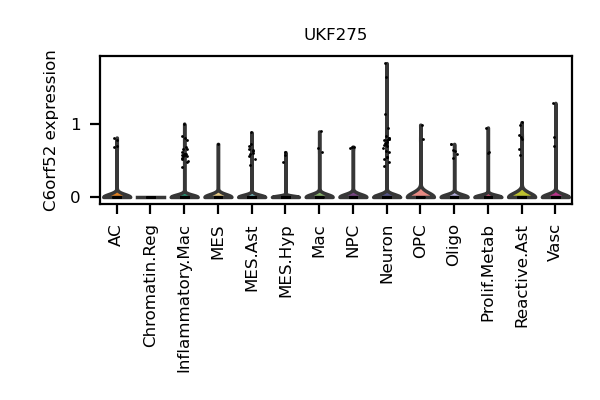 UKF275
C6orf52 expression
1
0
AC
Chromatin.Reg
Inflammatory.Mac
MES
MES.Ast
MES.Hyp
Mac
NPC
Neuron
OPC
Oligo
Prolif.Metab
Reactive.Ast
Vasc